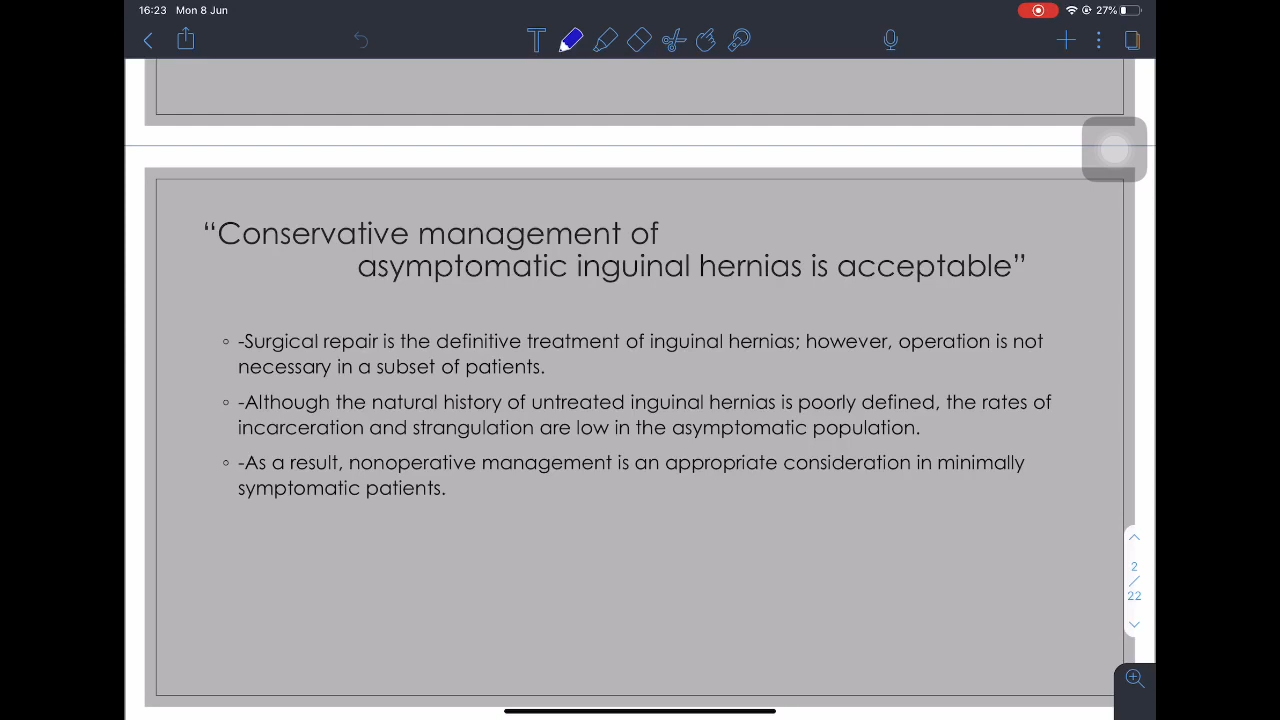 16:23 Mon 8 Jun
27%
T
“Conservative management of
asymptomatic inguinal hernias is acceptable”
◦ -Surgical repair is the definitive treatment of inguinal hernias; however, operation is not
necessary in a subset of patients.
◦ -Although the natural history of untreated inguinal hernias is poorly defined, the rates of
incarceration and strangulation are low in the asymptomatic population.
◦ -As a result, nonoperative management is an appropriate consideration in minimally
symptomatic patients.
2
/
22